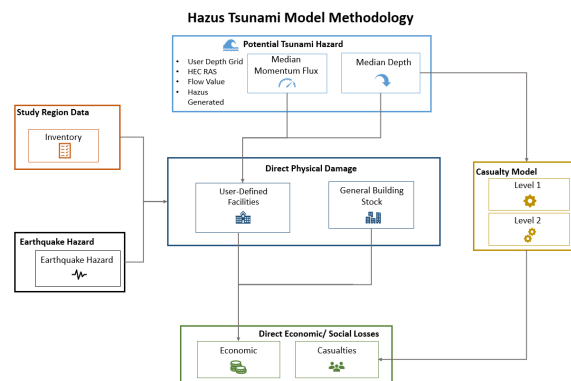 Hazus Tsunami Model Methodology
Potential Tsunami Hazard
• User Depth Grid
• HEC RAS
• Flow Value
• Hazus
Generated
Median
Momentum Flux
Median Depth
Study Region Data
Inventory
Direct Physical Damage
User-Defined
Facilities
General Building
Stock
Casualty Model
Level 1
Level 2
Earthquake Hazard
Earthquake Hazard
Direct Economic/ Social Losses
Economic
Casualties